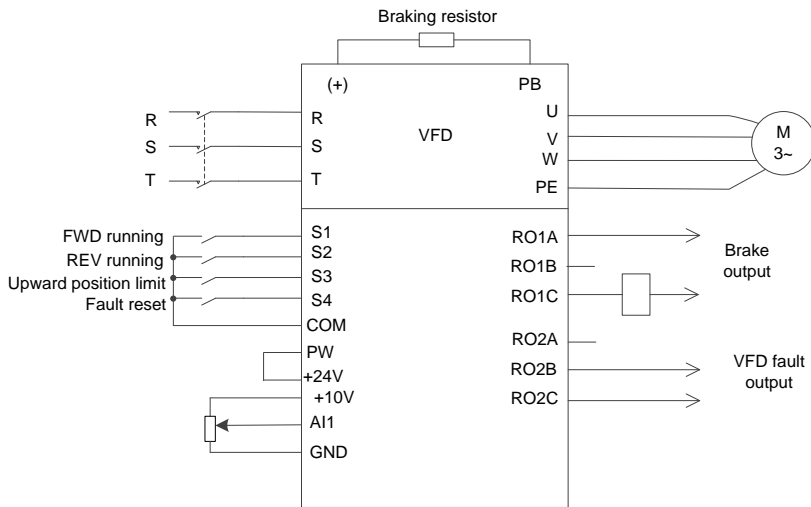 Braking resistor
(+)
PB
R
S
T
R
S
T
VFD
U
V
W
PE
M
3~
FWD running
REV running
Upward position limit
Fault reset
S1
S2
S3
S4
COM
PW
+24V
+10V
AI1
GND
RO1A
RO1B
RO1C
RO2A
RO2B
RO2C
Brake
output
VFD fault
output